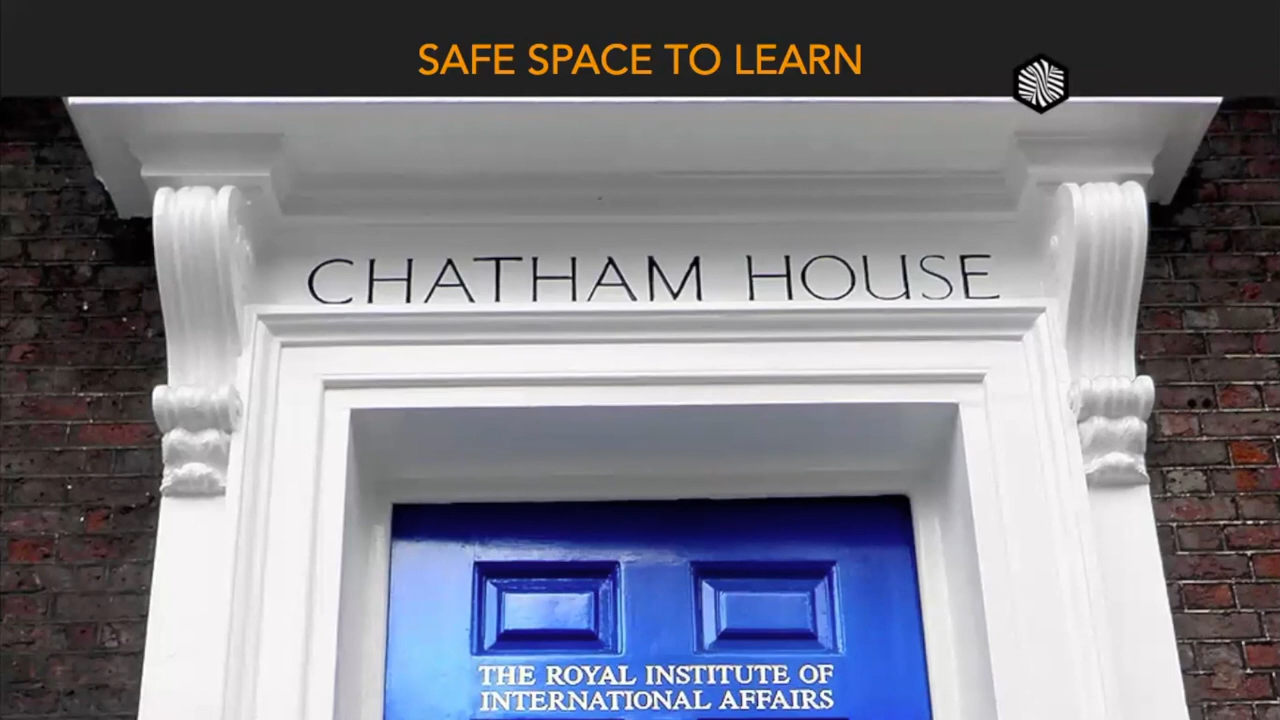 SAFE SPACE TO LEARN
CHATHAM HOUSE
THE ROYAL INSTITUTE OF
INTERNATIONAL AFFAIRS